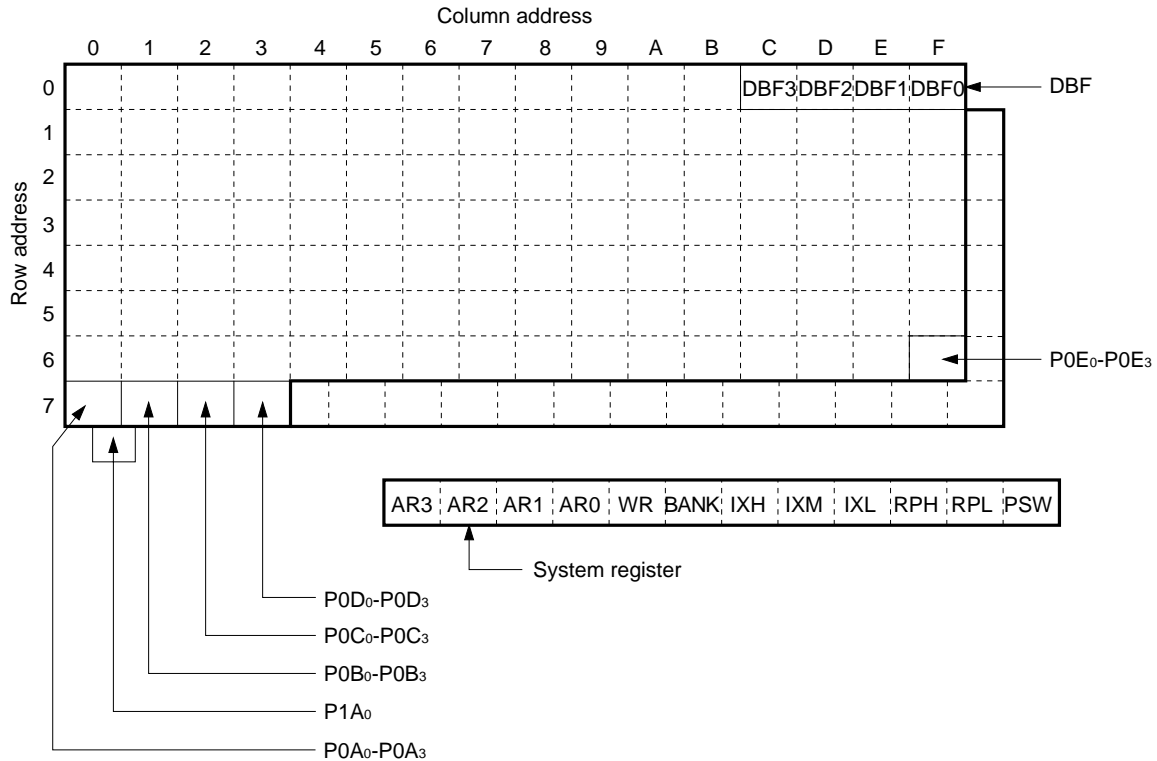 Column address
0 1 2 3 4 5 6 7 8 9 A B C D E F
Row address
0 DBF3 DBF2 DBF1 DBF0 DBF
1
2
3
4
5
6 P0E0-P0E3
7
AR3 AR2 AR1 AR0 WR BANK IXH IXM IXL RPH RPL PSW
System register
P0D0-P0D3
P0C0-P0C3
P0B0-P0B3
P1A0
P0A0-P0A3